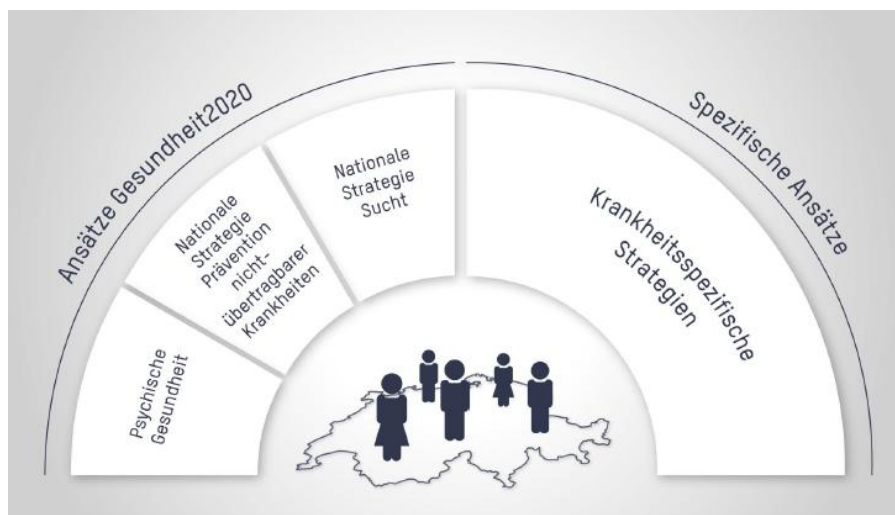 Ansätze Gesundheit2020
Spezifische Ansätze
Psychische
Gesundheit
Nationale
Strategie
Prävention
nicht-
übertragbarer
Krankheiten
Nationale
Strategie
Sucht
Krankheitsspezifische
Strategien